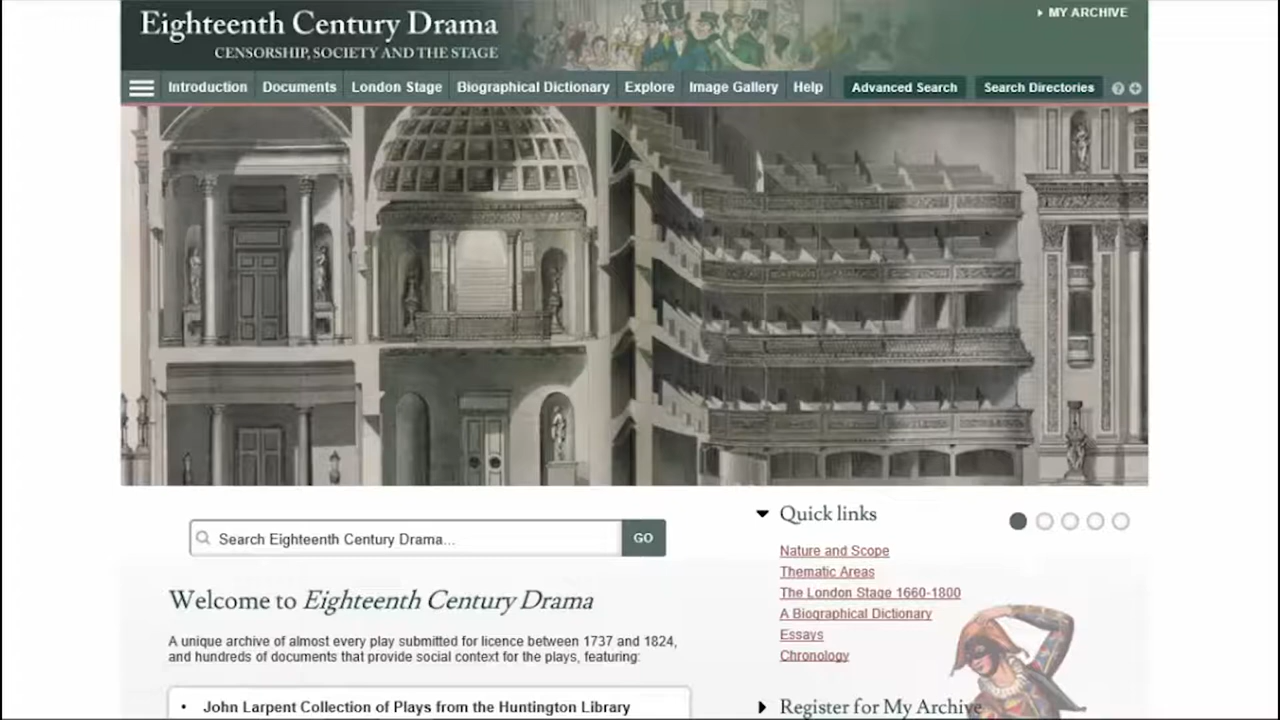 Eighteenth Century Drama
CENSORSHIP, SOCIETY AND THE STAGE
MY ARCHIVE
Introduction Documents London Stage Biographical Dictionary Explore Image Gallery Help Advanced Search Search Directories ? +
Search Eighteenth Century Drama... GO
Welcome to Eighteenth Century Drama
A unique archive of almost every play submitted for licence between 1737 and 1824,
and hundreds of documents that provide social context for the plays, featuring:
• John Larpent Collection of Plays from the Huntington Library
Quick links
Nature and Scope
Thematic Areas
The London Stage 1660-1800
A Biographical Dictionary
Essays
Chronology
Register for My Archive